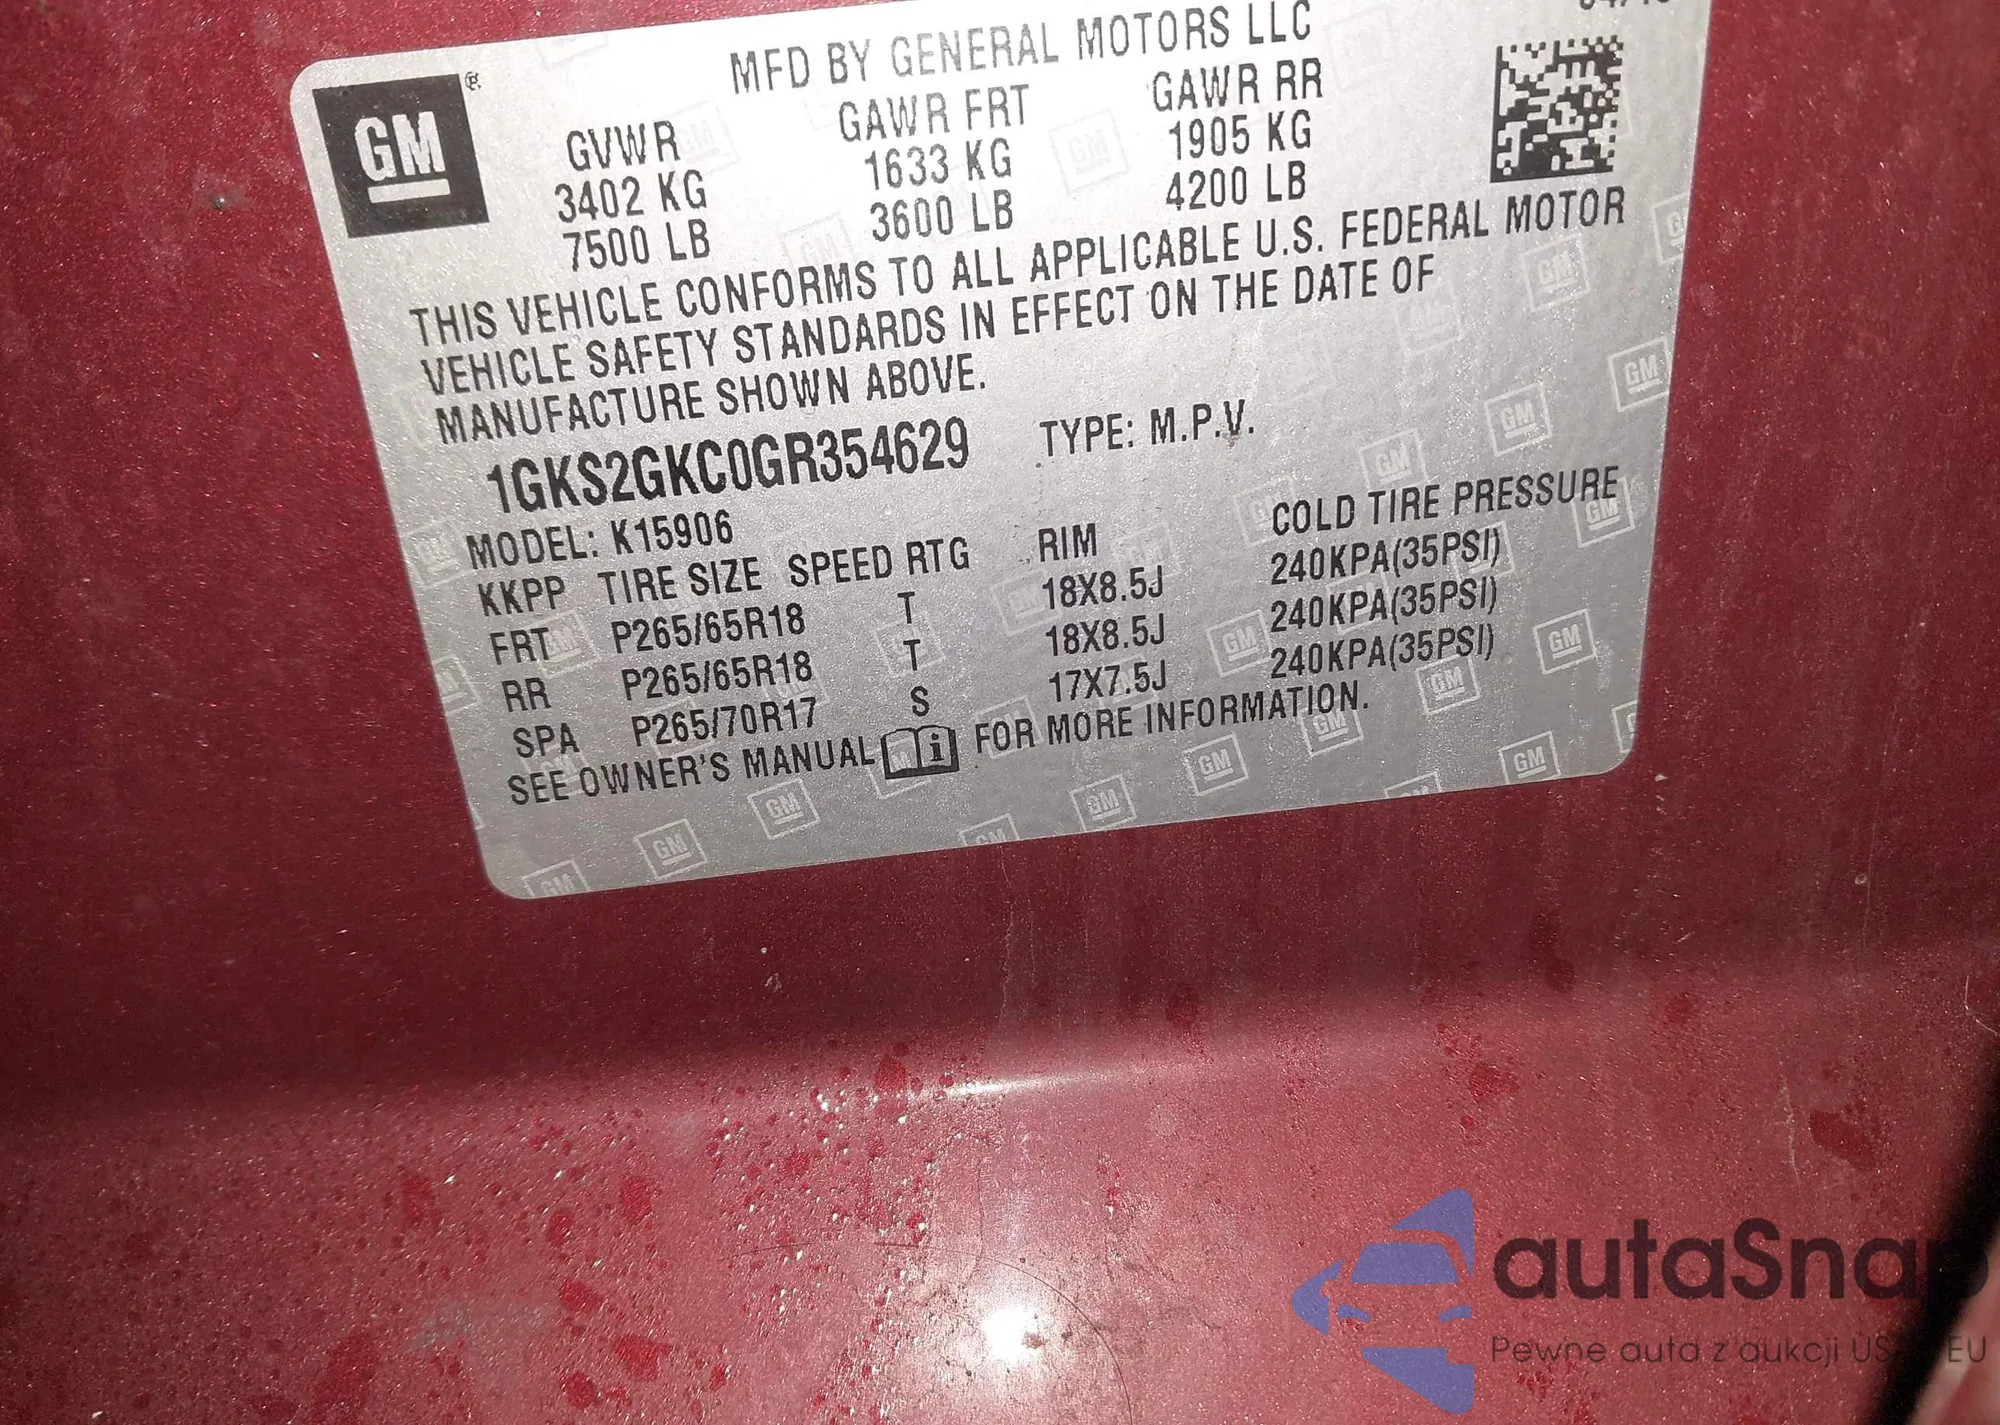 MFD BY GENERAL MOTORS LLC
GM ®
GVWR GAWR FRT GAWR RR
3402 KG 1633 KG 1905 KG
7500 LB 3600 LB 4200 LB
THIS VEHICLE CONFORMS TO ALL APPLICABLE U.S. FEDERAL MOTOR
VEHICLE SAFETY STANDARDS IN EFFECT ON THE DATE OF
MANUFACTURE SHOWN ABOVE.
1GKS2GKC0GR354629 TYPE: M.P.V.
MODEL: K15906
KKPP TIRE SIZE SPEED RTG RIM COLD TIRE PRESSURE
FRT P265/65R18 T 18X8.5J 240KPA(35PSI)
RR P265/65R18 T 18X8.5J 240KPA(35PSI)
SPA P265/70R17 S 17X7.5J 240KPA(35PSI)
SEE OWNER'S MANUAL i FOR MORE INFORMATION.
autaSnap
Pewne auta z aukcji US EU